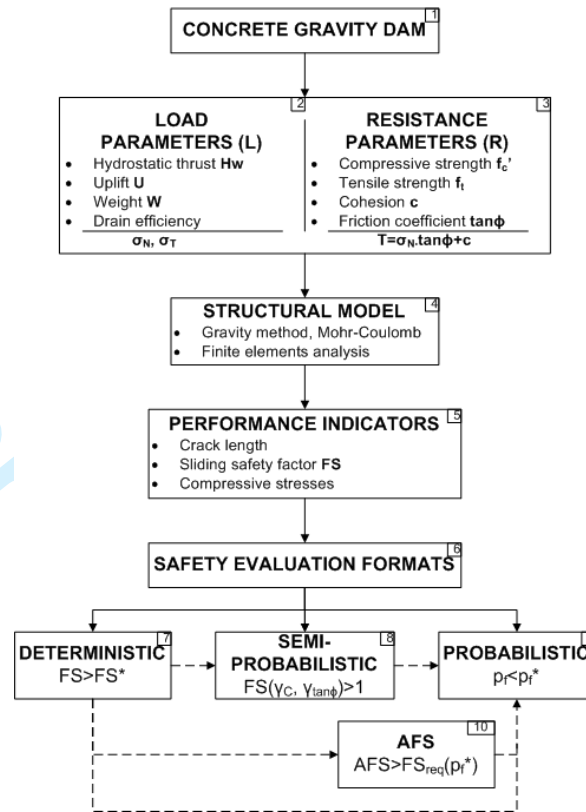 1
CONCRETE GRAVITY DAM
2
LOAD
PARAMETERS (L)
• Hydrostatic thrust Hw
• Uplift U
• Weight W
• Drain efficiency
σN, σT
3
RESISTANCE
PARAMETERS (R)
• Compressive strength fc'
• Tensile strength ft
• Cohesion c
• Friction coefficient tanϕ
T=σN.tanϕ+c
4
STRUCTURAL MODEL
• Gravity method, Mohr-Coulomb
• Finite elements analysis
5
PERFORMANCE INDICATORS
• Crack length
• Sliding safety factor FS
• Compressive stresses
6
SAFETY EVALUATION FORMATS
7
DETERMINISTIC
FS>FS*
8
SEMI-
PROBABILISTIC
FS(γC, γtanϕ)>1
PROBABILISTIC
pf<pf*
10
AFS
AFS>FSreq(pf*)